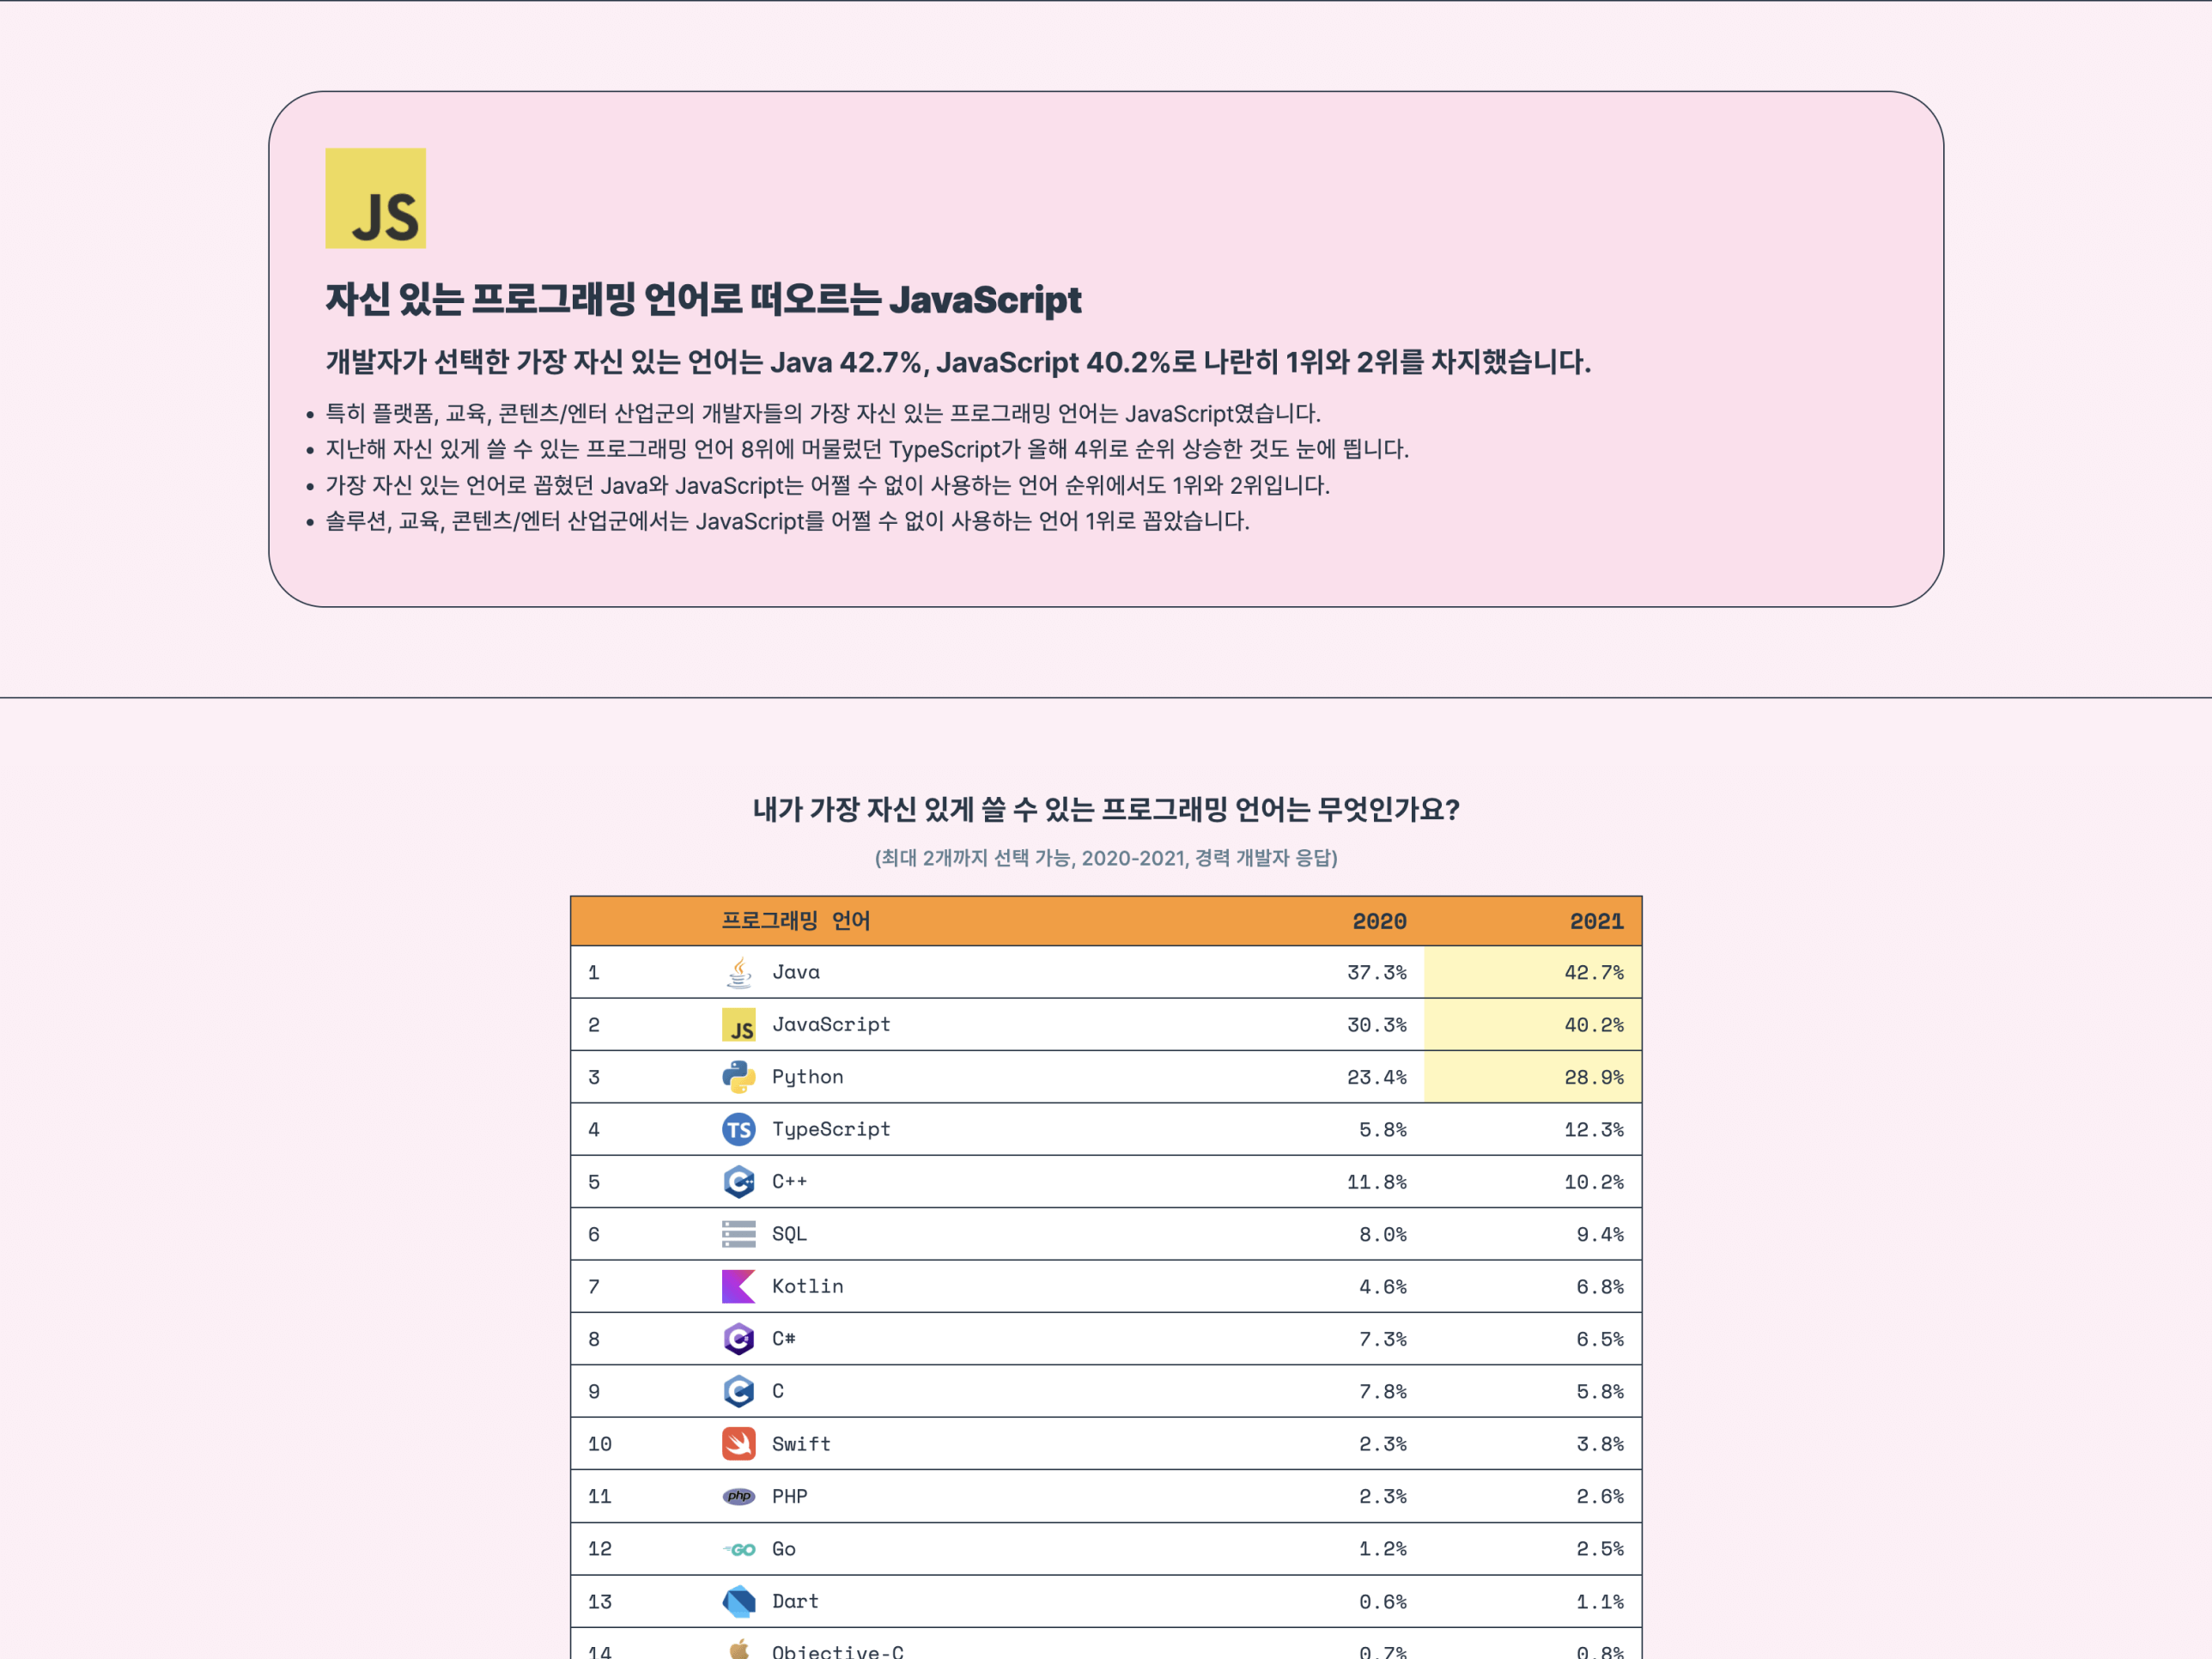 JS
자신 있는 프로그래밍 언어로 떠오르는 JavaScript
개발자가 선택한 가장 자신 있는 언어는 Java 42.7%, JavaScript 40.2%로 나란히 1위와 2위를 차지했습니다.
• 특히 플랫폼, 교육, 콘텐츠/엔터 산업군의 개발자들의 가장 자신 있는 프로그래밍 언어는 JavaScript였습니다.
• 지난해 자신 있게 쓸 수 있는 프로그래밍 언어 8위에 머물렀던 TypeScript가 올해 4위로 순위 상승한 것도 눈에 띕니다.
• 가장 자신 있는 언어로 꼽혔던 Java와 JavaScript는 어쩔 수 없이 사용하는 언어 순위에서도 1위와 2위입니다.
• 솔루션, 교육, 콘텐츠/엔터 산업군에서는 JavaScript를 어쩔 수 없이 사용하는 언어 1위로 꼽았습니다.
내가 가장 자신 있게 쓸 수 있는 프로그래밍 언어는 무엇인가요?
(최대 2개까지 선택 가능, 2020-2021, 경력 개발자 응답)
프로그래밍 언어 2020 2021
1 Java 37.3% 42.7%
2 JS JavaScript 30.3% 40.2%
3 Python 23.4% 28.9%
4 TS TypeScript 5.8% 12.3%
5 C++ C++ 11.8% 10.2%
6 SQL 8.0% 9.4%
7 Kotlin 4.6% 6.8%
8 C# C# 7.3% 6.5%
9 C C 7.8% 5.8%
10 Swift 2.3% 3.8%
11 php PHP 2.3% 2.6%
12 GO Go 1.2% 2.5%
13 Dart 0.6% 1.1%
14 Objective-C 0.7% 0.8%